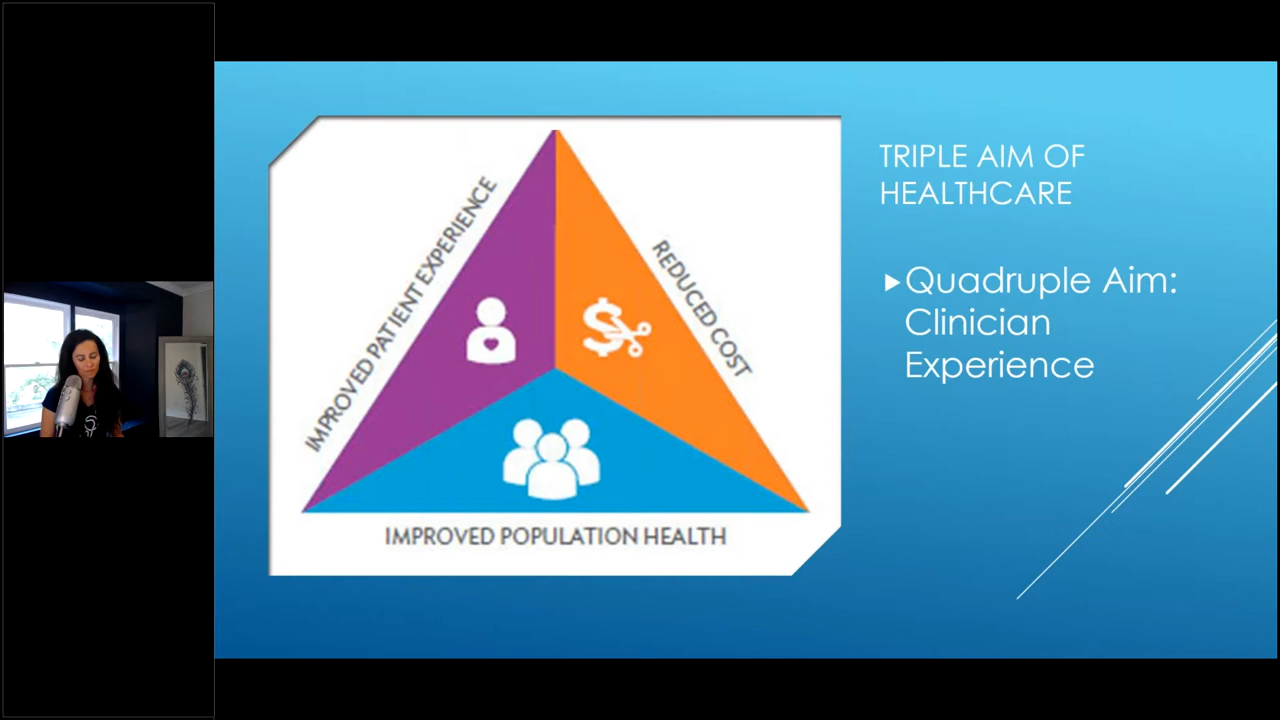 IMPROVED PATIENT EXPERIENCE
REDUCED COST
IMPROVED POPULATION HEALTH
TRIPLE AIM OF
HEALTHCARE
Quadruple Aim:
Clinician
Experience